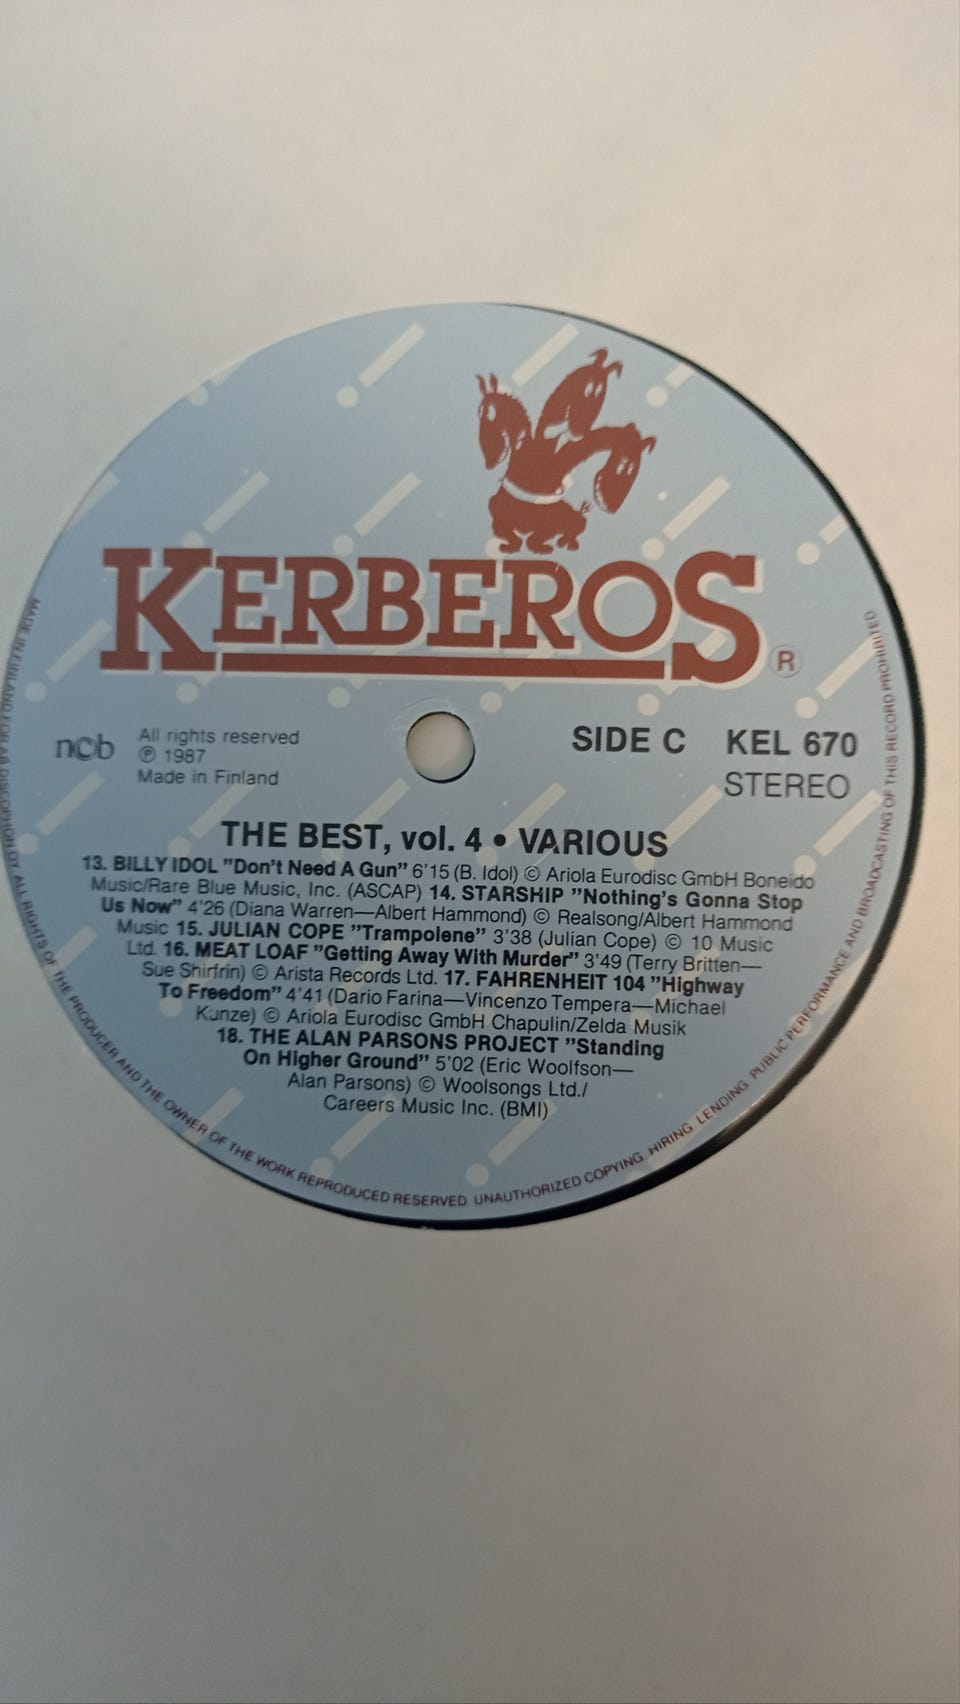 KERBEROS ®
ncb
All rights reserved
℗ 1987
Made in Finland
SIDE C KEL 670
STEREO
THE BEST, vol. 4 • VARIOUS
13. BILLY IDOL ”Don't Need A Gun” 6'15 (B. Idol) © Ariola Eurodisc GmbH Boneido
Music/Rare Blue Music, Inc. (ASCAP) 14. STARSHIP ”Nothing's Gonna Stop
Us Now” 4'26 (Diana Warren—Albert Hammond) © Realsong/Albert Hammond
Music 15. JULIAN COPE ”Trampolene” 3'38 (Julian Cope) © 10 Music
Ltd. 16. MEAT LOAF ”Getting Away With Murder” 3'49 (Terry Britten—
Sue Shirfrin) © Arista Records Ltd. 17. FAHRENHEIT 104 ”Highway
To Freedom” 4'41 (Dario Farina—Vincenzo Tempera—Michael
Kunze) © Ariola Eurodisc GmbH Chapulin/Zelda Musik
18. THE ALAN PARSONS PROJECT ”Standing
On Higher Ground” 5'02 (Eric Woolfson—
Alan Parsons) © Woolsongs Ltd./
Careers Music Inc. (BMI)
MADE IN FINLAND FOR AB DISCOPHON OY ALL RIGHTS OF THE PRODUCER AND THE OWNER OF THE WORK REPRODUCED RESERVED UNAUTHORIZED COPYING, HIRING, LENDING, PUBLIC PERFORMANCE AND BROADCASTING OF THIS RECORD PROHIBITED